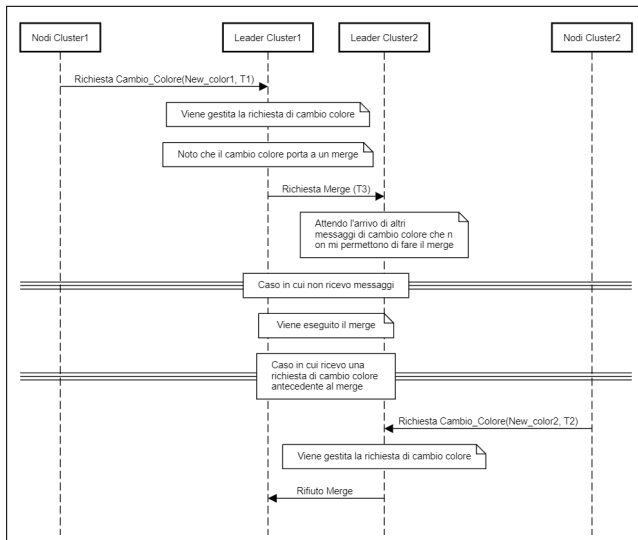 Nodi Cluster1
Leader Cluster1
Leader Cluster2
Nodi Cluster2
Richiesta Cambio_Colore(New_color1, T1)
Viene gestita la richiesta di cambio colore
Noto che il cambio colore porta a un merge
Richiesta Merge (T3)
Attendo l'arrivo di altri
messaggi di cambio colore che n
on mi permettono di fare il merge
Caso in cui non ricevo messaggi
Viene eseguito il merge
Caso in cui ricevo una
richiesta di cambio colore
antecedente al merge
Richiesta Cambio_Colore(New_color2, T2)
Viene gestita la richiesta di cambio colore
Rifiuto Merge